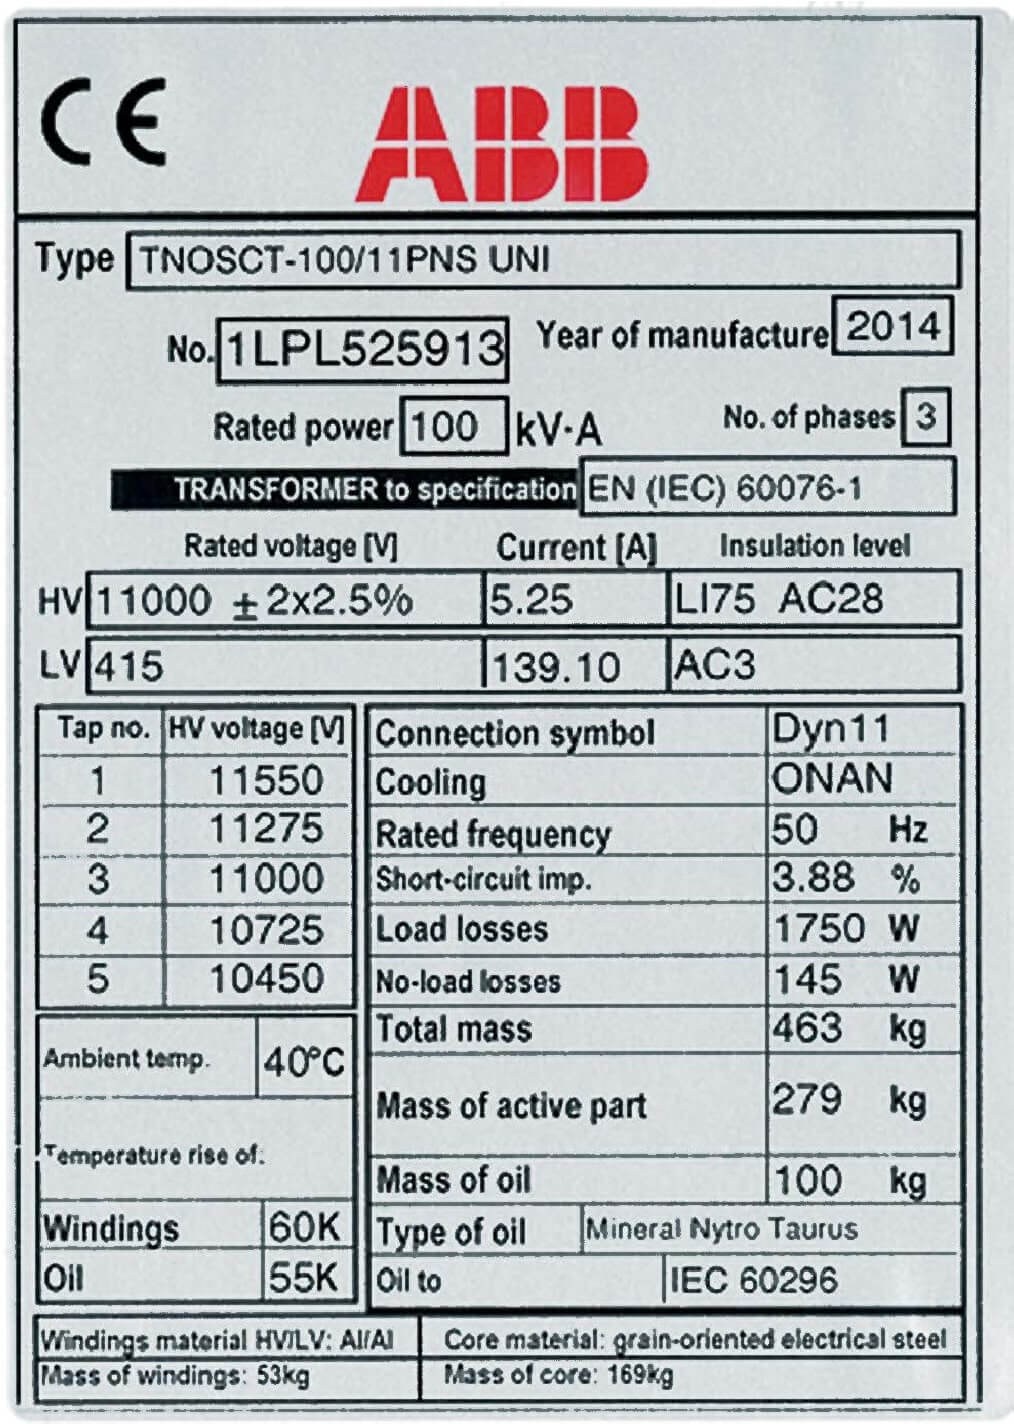 CE ABB
Type TNOSCT-100/11PNS UNI
No. 1LPL525913 Year of manufacture 2014
Rated power 100 kV·A No. of phases 3
TRANSFORMER to specification EN (IEC) 60076-1
Rated voltage [V] Current [A] Insulation level
HV 11000 ± 2x2.5% 5.25 LI75 AC28
LV 415 139.10 AC3
Tap no. HV voltage [V]
1 11550
2 11275
3 11000
4 10725
5 10450
Ambient temp. 40°C
Temperature rise of:
Windings 60K
Oil 55K
Connection symbol Dyn11
Cooling ONAN
Rated frequency 50 Hz
Short-circuit imp. 3.88 %
Load losses 1750 W
No-load losses 145 W
Total mass 463 kg
Mass of active part 279 kg
Mass of oil 100 kg
Type of oil Mineral Nytro Taurus
Oil to IEC 60296
Windings material HV/LV: Al/Al Core material: grain-oriented electrical steel
Mass of windings: 53kg Mass of core: 169kg